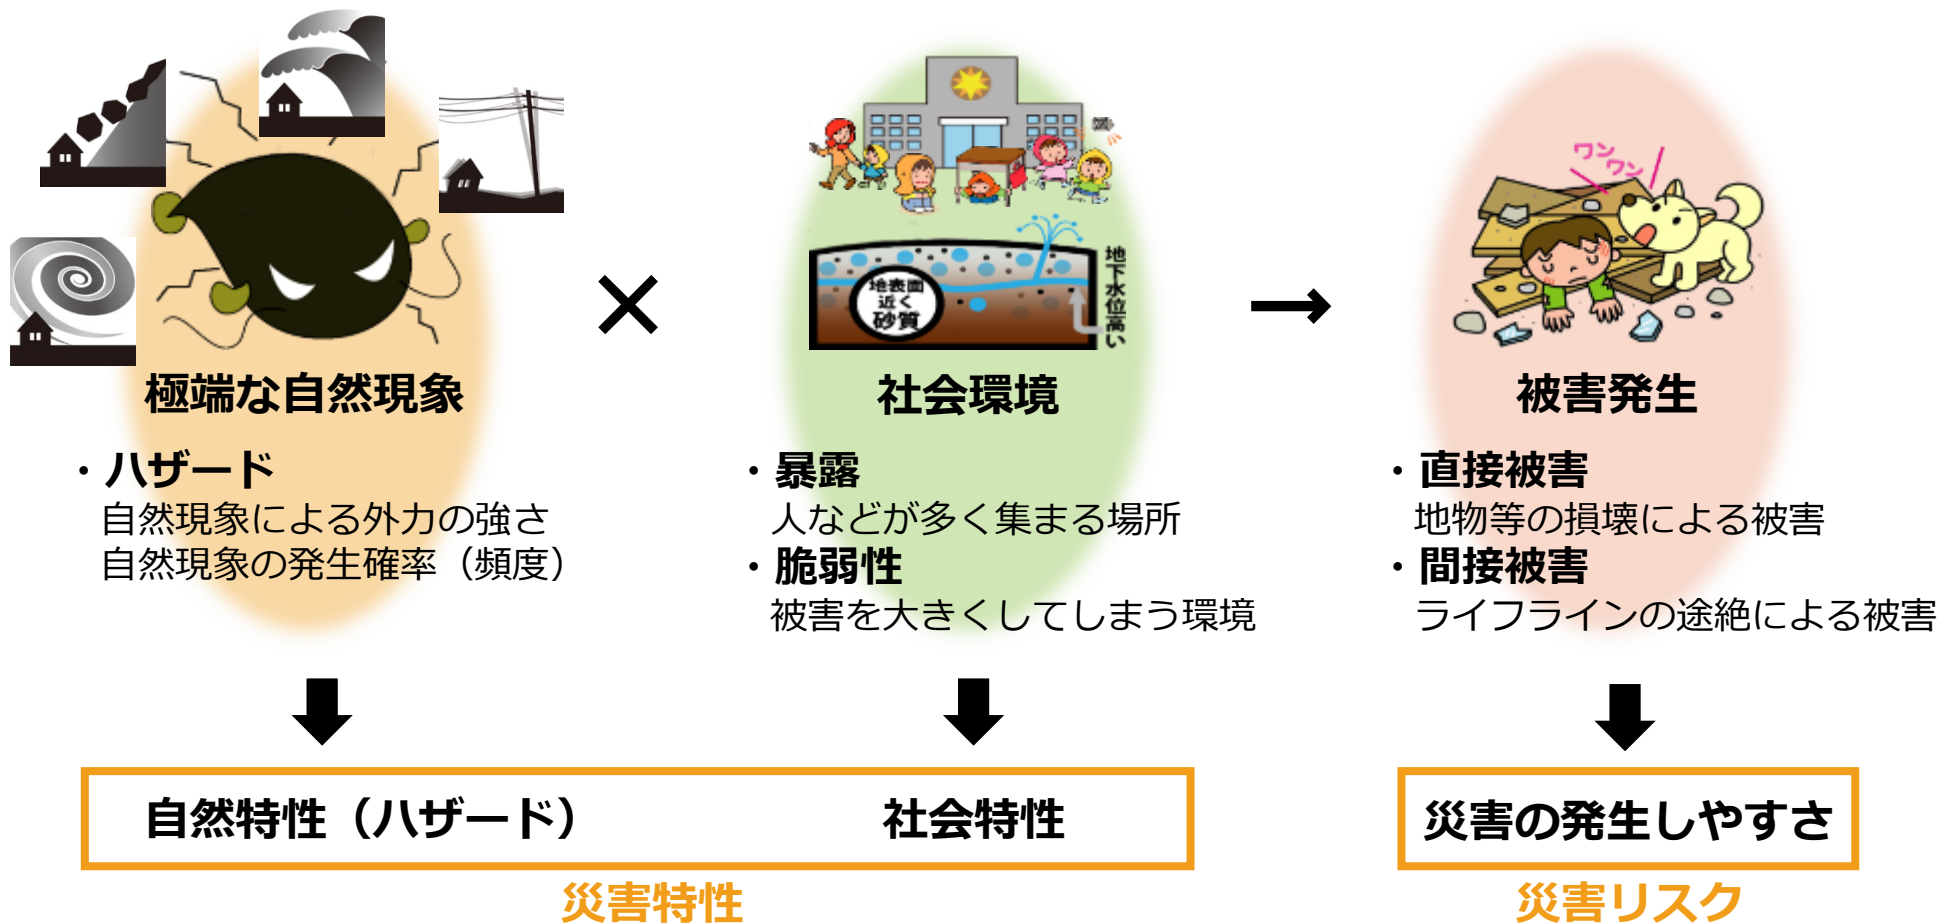 ワン
ワン
地表面
近く
砂質
地下水位高い
×
→
極端な自然現象
社会環境
被害発生
・ハザード
自然現象による外力の強さ
自然現象の発生確率（頻度）
・暴露
人などが多く集まる場所
・脆弱性
被害を大きくしてしまう環境
・直接被害
地物等の損壊による被害
・間接被害
ライフラインの途絶による被害
自然特性（ハザード）
社会特性
災害の発生しやすさ
災害特性
災害リスク